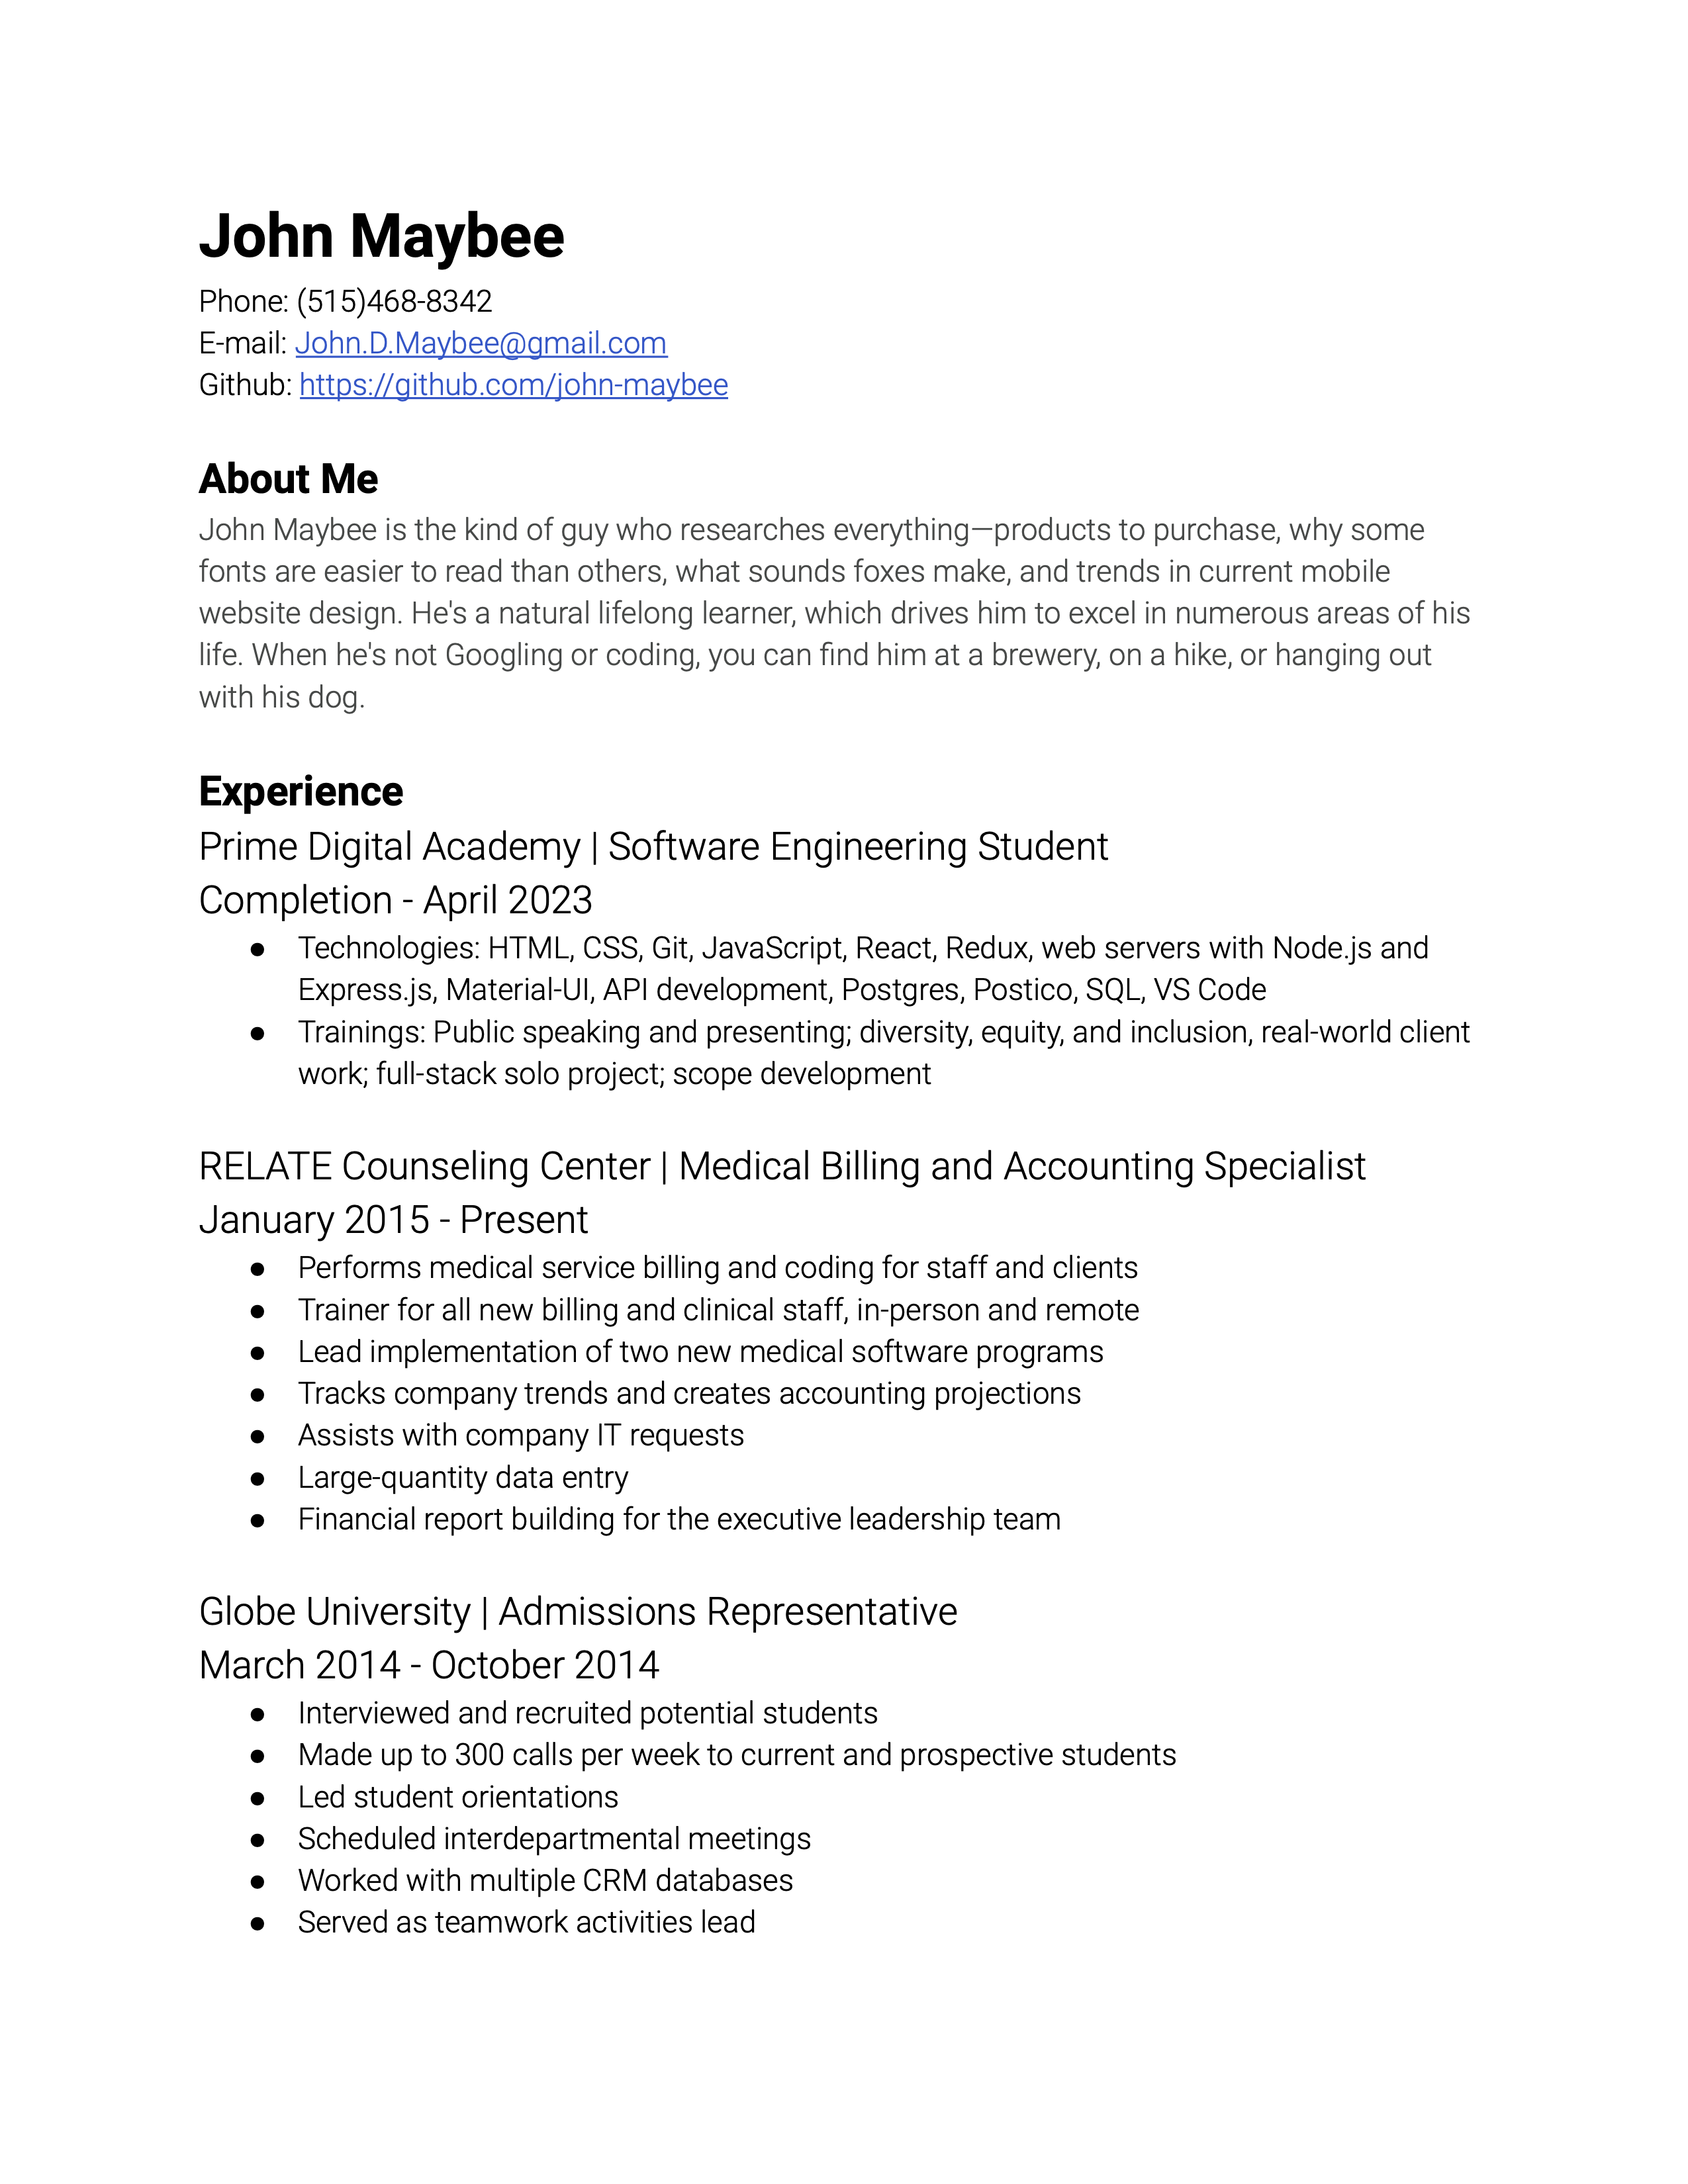 John Maybee
Phone: (515)468-8342
E-mail: John.D.Maybee@gmail.com
Github: https://github.com/john-maybee
About Me
John Maybee is the kind of guy who researches everything—products to purchase, why some
fonts are easier to read than others, what sounds foxes make, and trends in current mobile
website design. He's a natural lifelong learner, which drives him to excel in numerous areas of his
life. When he's not Googling or coding, you can find him at a brewery, on a hike, or hanging out
with his dog.
Experience
Prime Digital Academy | Software Engineering Student
Completion - April 2023
● Technologies: HTML, CSS, Git, JavaScript, React, Redux, web servers with Node.js and
Express.js, Material-UI, API development, Postgres, Postico, SQL, VS Code
● Trainings: Public speaking and presenting; diversity, equity, and inclusion, real-world client
work; full-stack solo project; scope development
RELATE Counseling Center | Medical Billing and Accounting Specialist
January 2015 - Present
● Performs medical service billing and coding for staff and clients
● Trainer for all new billing and clinical staff, in-person and remote
● Lead implementation of two new medical software programs
● Tracks company trends and creates accounting projections
● Assists with company IT requests
● Large-quantity data entry
● Financial report building for the executive leadership team
Globe University | Admissions Representative
March 2014 - October 2014
● Interviewed and recruited potential students
● Made up to 300 calls per week to current and prospective students
● Led student orientations
● Scheduled interdepartmental meetings
● Worked with multiple CRM databases
● Served as teamwork activities lead